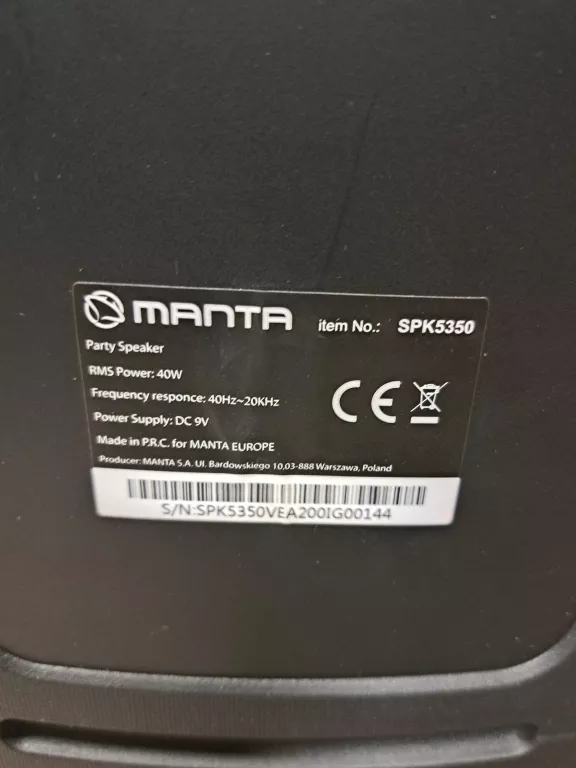 MANTA item No.: SPK5350
Party Speaker
RMS Power: 40W
Frequency responce: 40Hz~20KHz
Power Supply: DC 9V
Made in P.R.C. for MANTA EUROPE
Producer: MANTA S.A. Ul. Bardowskiego 10,03-888 Warszawa, Poland
CE
S/N:SPK5350VEA200IG00144